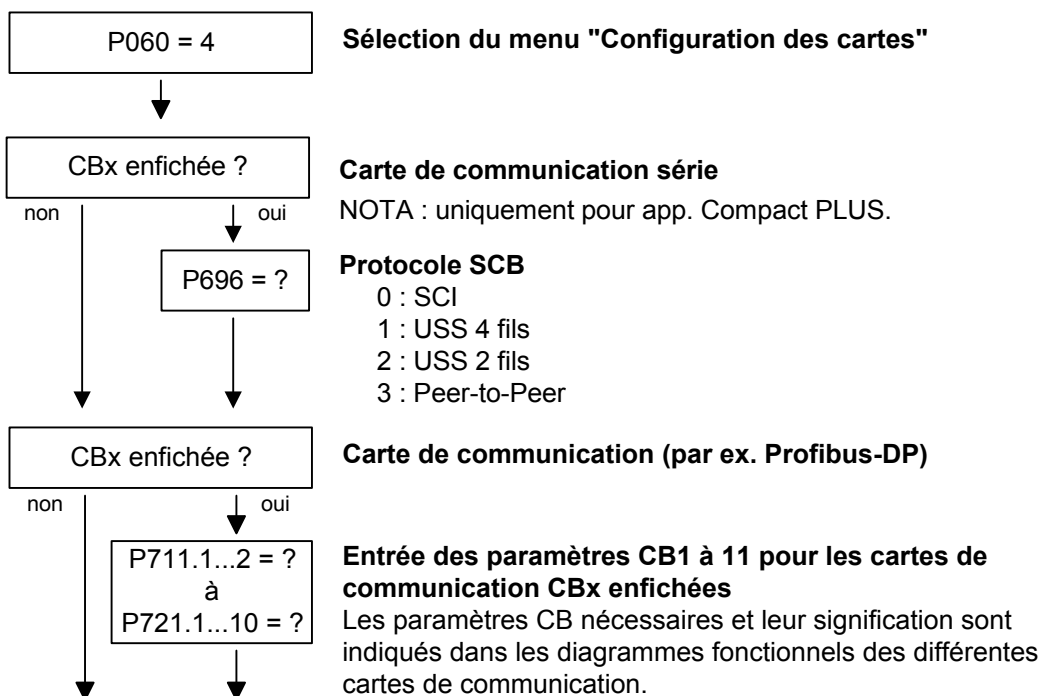 P060 = 4
Sélection du menu "Configuration des cartes"
CBx enfichée ?
Carte de communication série
non
oui
NOTA : uniquement pour app. Compact PLUS.
P696 = ?
Protocole SCB
0 : SCI
1 : USS 4 fils
2 : USS 2 fils
3 : Peer-to-Peer
CBx enfichée ?
Carte de communication (par ex. Profibus-DP)
non
oui
P711.1...2 = ?
à
P721.1...10 = ?
Entrée des paramètres CB1 à 11 pour les cartes de
communication CBx enfichées
Les paramètres CB nécessaires et leur signification sont
indiqués dans les diagrammes fonctionnels des différentes
cartes de communication.